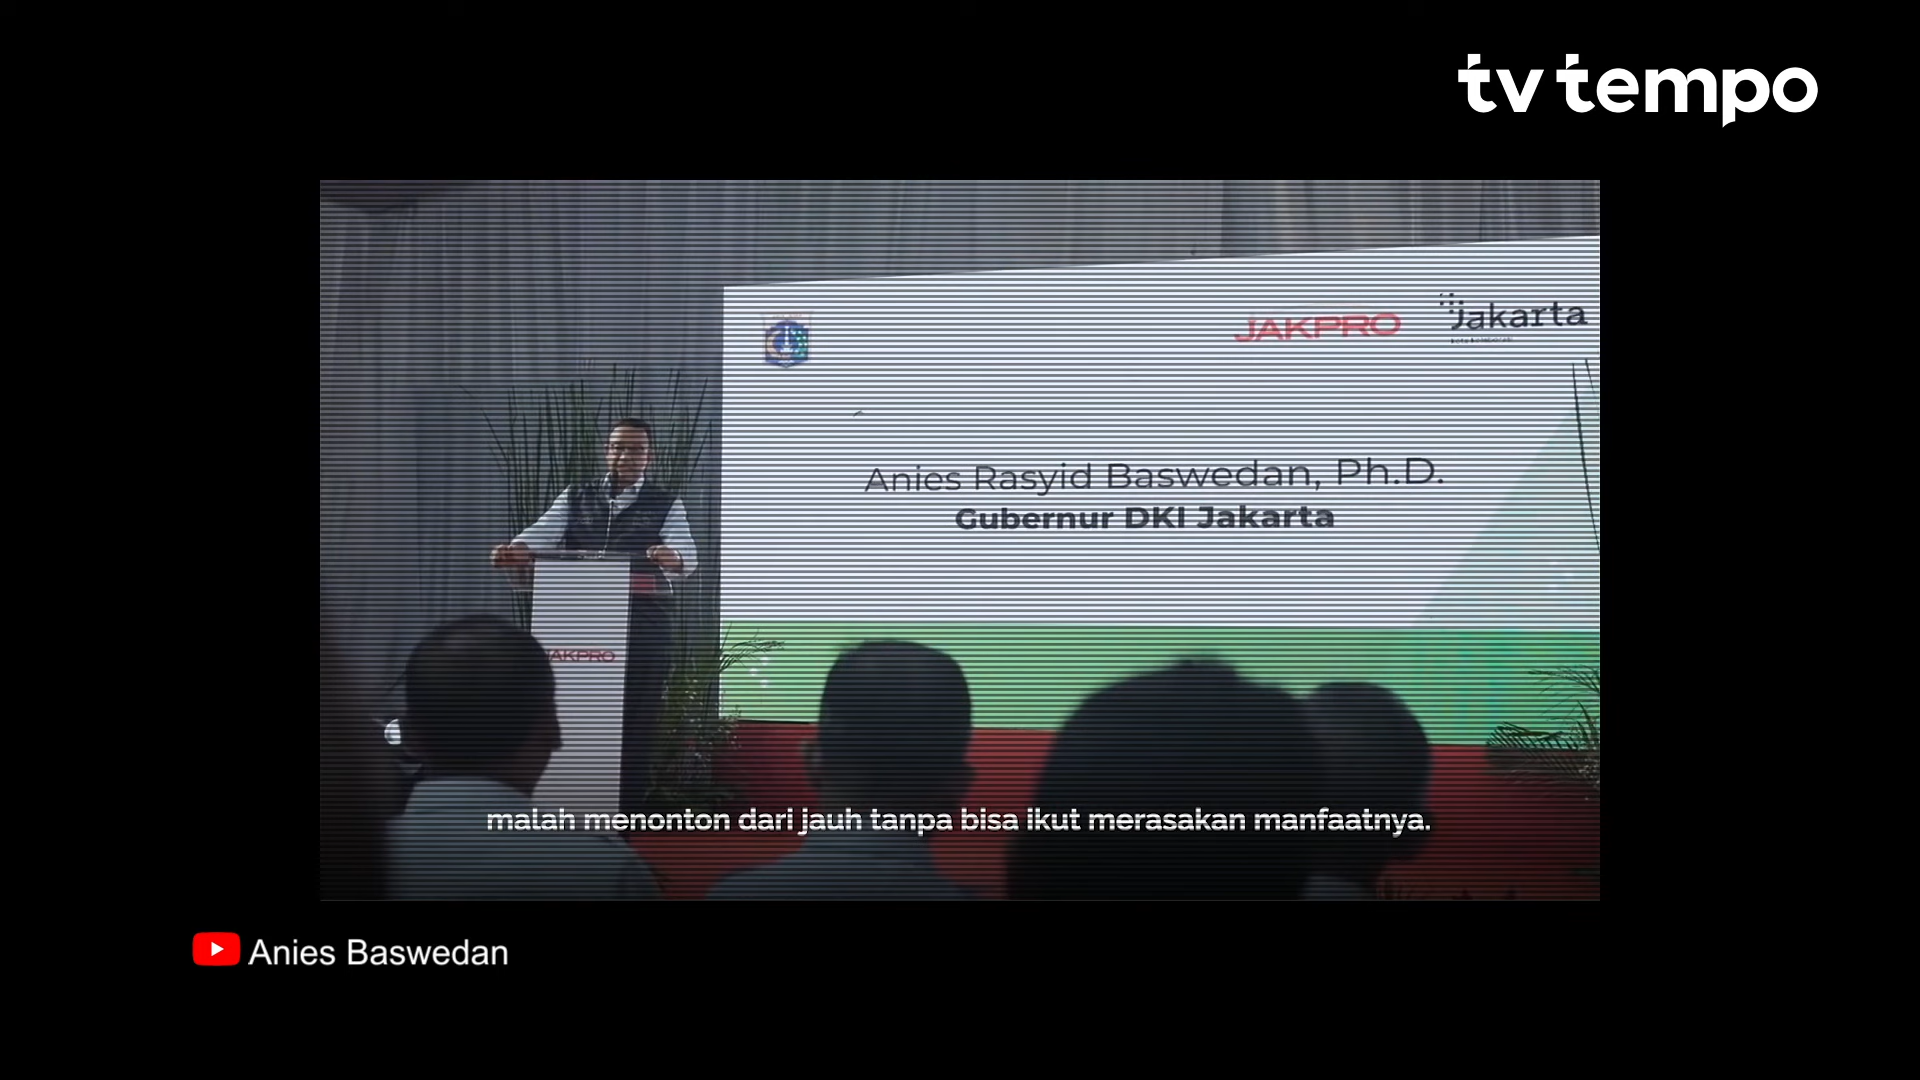 tv tempo
JAKPRO
Jakarta
Anies Rasyid Baswedan, Ph.D.
Gubernur DKI Jakarta
JAKPRO
malah menonton dari jauh tanpa bisa ikut merasakan manfaatnya.
Anies Baswedan